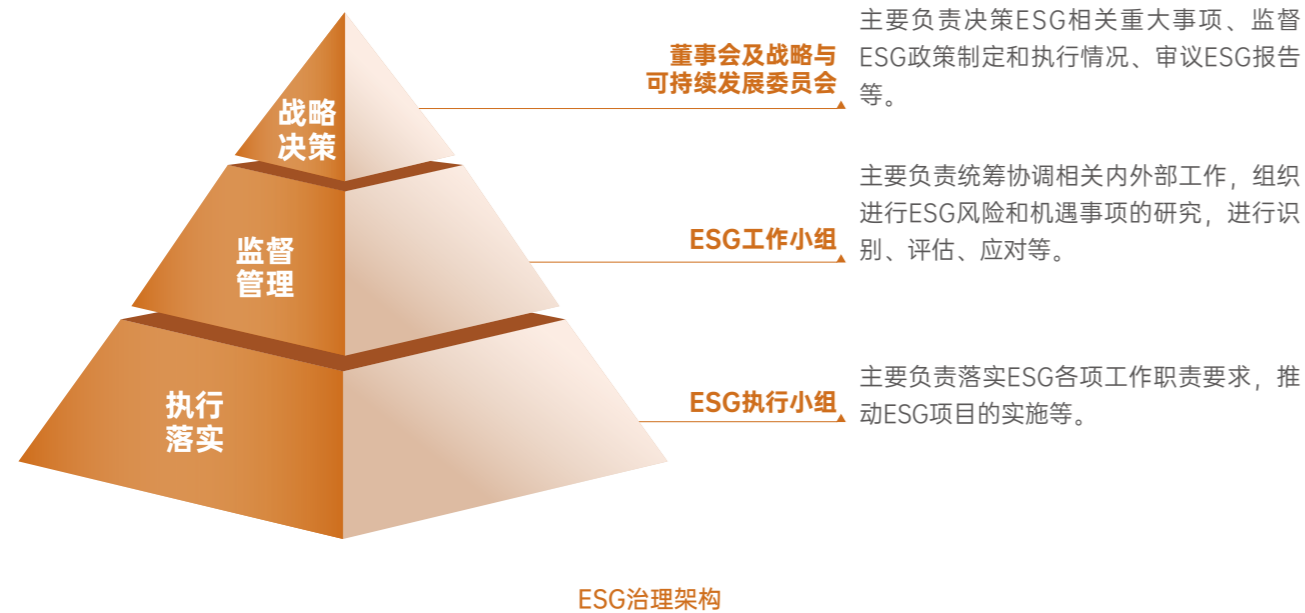 战略
决策
董事会及战略与
可持续发展委员会
主要负责决策ESG相关重大事项、监督
ESG政策制定和执行情况、审议ESG报告
等。
监督
管理
ESG工作小组
主要负责统筹协调相关内外部工作，组织
进行ESG风险和机遇事项的研究，进行识
别、评估、应对等。
执行
落实
ESG执行小组
主要负责落实ESG各项工作职责要求，推
动ESG项目的实施等。
ESG治理架构